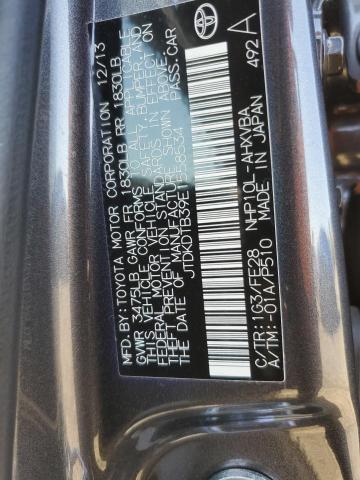 MFD.BY:TOYOTA MOTOR CORPORATION 12/13
GVWR 3475LB GAWR FR 1830LB RR 1830LB
THIS VEHICLE CONFORMS TO ALL APPLICABLE
FEDERAL MOTOR VEHICLE SAFETY, BUMPER, AND
THEFT PREVENTION STANDARDS IN EFFECT ON
THE DATE OF MANUFACTURE SHOWN ABOVE.
JTDKDTB35E1558534 PASS.CAR
C/TR:1G3/FE28 NHP10L-AHXVBA 492 A
A/TM:-01A/P510 MADE IN JAPAN